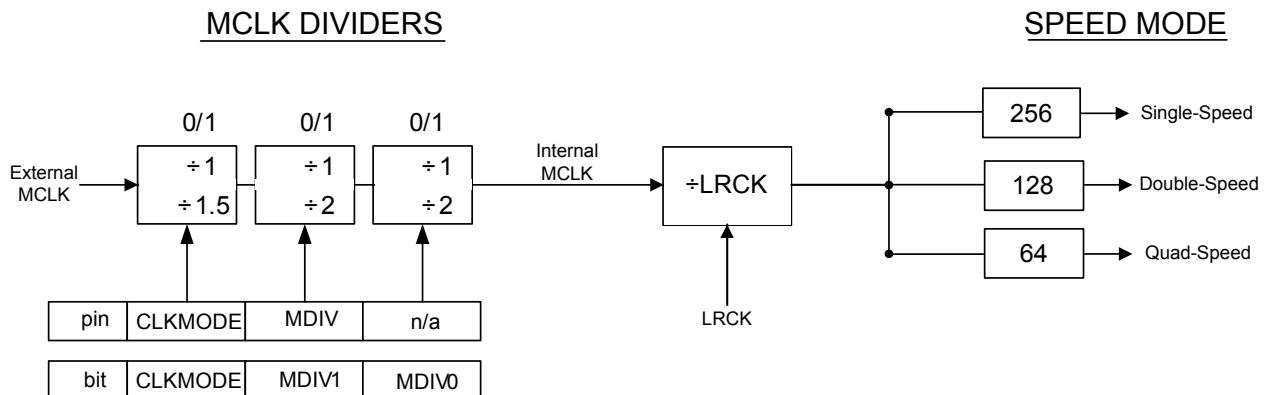 MCLK DIVIDERS
SPEED MODE
0/1 0/1 0/1
External
MCLK
÷1
÷1.5
÷1
÷2
÷1
÷2
Internal
MCLK
÷LRCK
LRCK
256
Single-Speed
128
Double-Speed
64
Quad-Speed
pin CLKMODE MDIV n/a
bit CLKMODE MDIV1 MDIV0